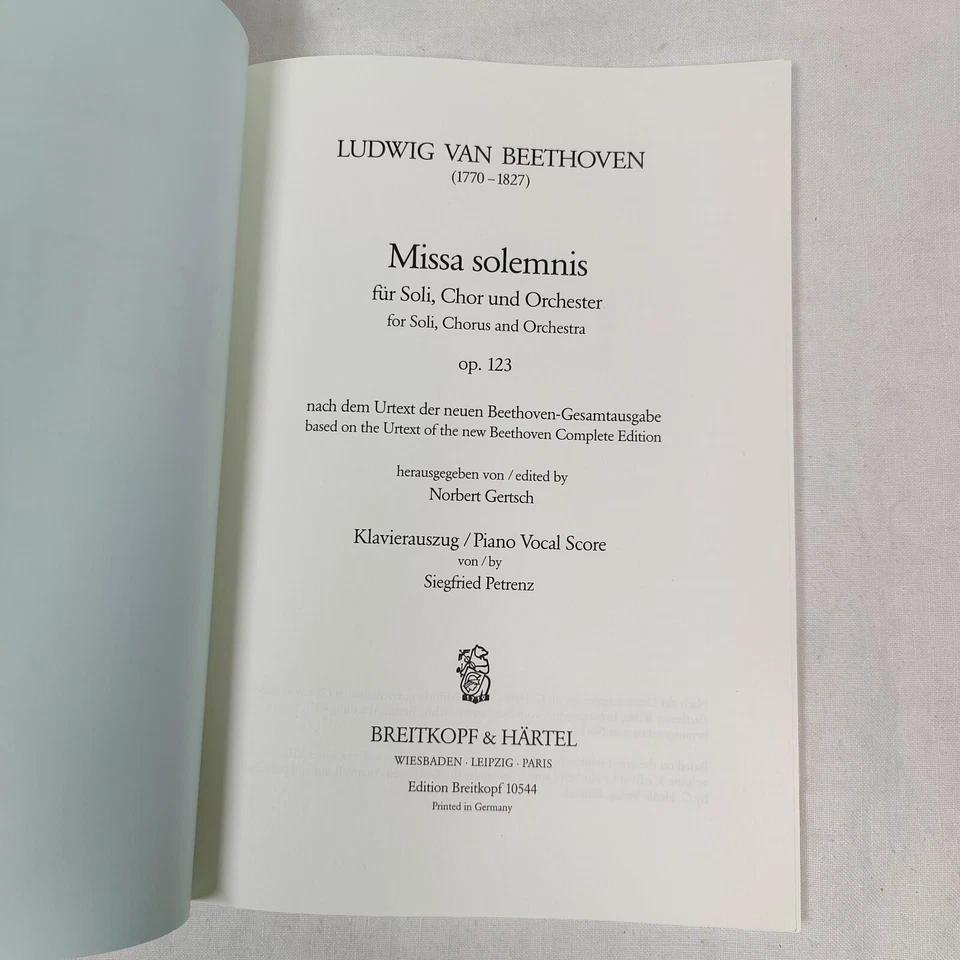 LUDWIG VAN BEETHOVEN
(1770 – 1827)
Missa solemnis
für Soli, Chor und Orchester
for Soli, Chorus and Orchestra
op. 123
nach dem Urtext der neuen Beethoven-Gesamtausgabe
based on the Urtext of the new Beethoven Complete Edition
herausgegeben von / edited by
Norbert Gertsch
Klavierauszug / Piano Vocal Score
von / by
Siegfried Petrenz
1719
BREITKOPF & HÄRTEL
WIESBADEN · LEIPZIG · PARIS
Edition Breitkopf 10544
Printed in Germany